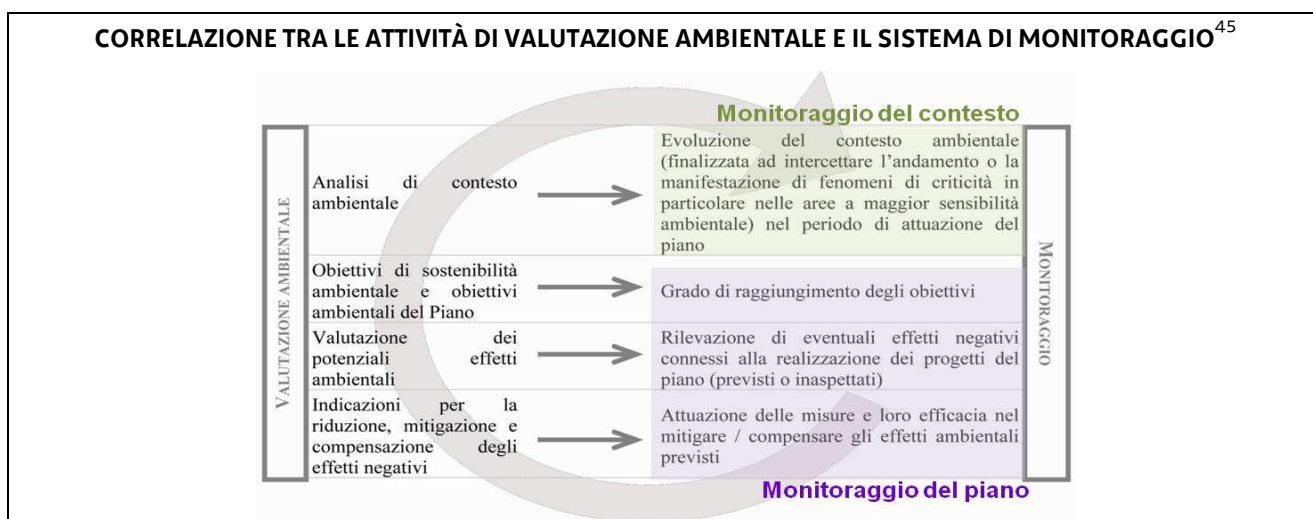 CORRELAZIONE TRA LE ATTIVITÀ DI VALUTAZIONE AMBIENTALE E IL SISTEMA DI MONITORAGGIO45
Monitoraggio del contesto
VALUTAZIONE AMBIENTALE
Analisi di contesto
ambientale
Evoluzione del contesto ambientale
(finalizzata ad intercettare l'andamento o la
manifestazione di fenomeni di criticità in
particolare nelle aree a maggior sensibilità
ambientale) nel periodo di attuazione del
piano
Obiettivi di sostenibilità
ambientale e obiettivi
ambientali del Piano
Grado di raggiungimento degli obiettivi
Valutazione dei
potenziali effetti
ambientali
Rilevazione di eventuali effetti negativi
connessi alla realizzazione dei progetti del
piano (previsti o inaspettati)
Indicazioni per la
riduzione, mitigazione e
compensazione degli
effetti negativi
Attuazione delle misure e loro efficacia nel
mitigare / compensare gli effetti ambientali
previsti
MONITORAGGIO
Monitoraggio del piano